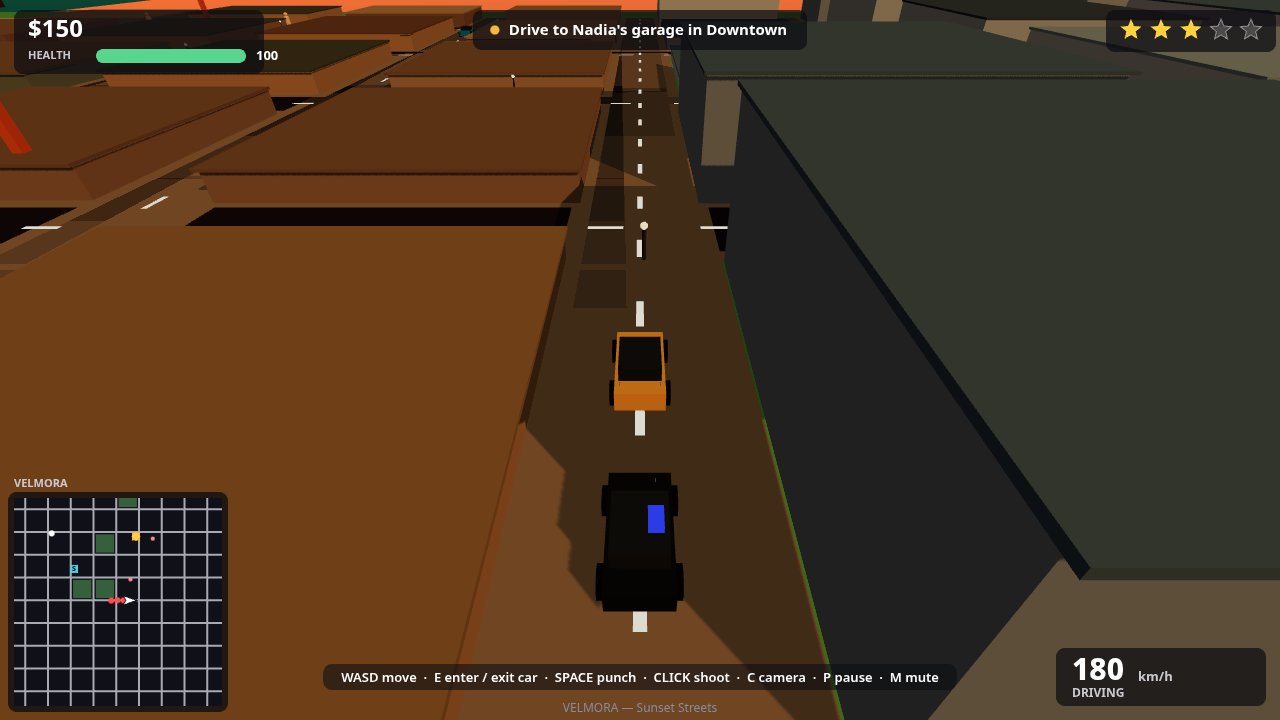 $150
Drive to Nadia's garage in Downtown
HEALTH 100
VELMORA
S
180 km/h
DRIVING
WASD move · E enter / exit car · SPACE punch · CLICK shoot · C camera · P pause · M mute
VELMORA — Sunset Streets